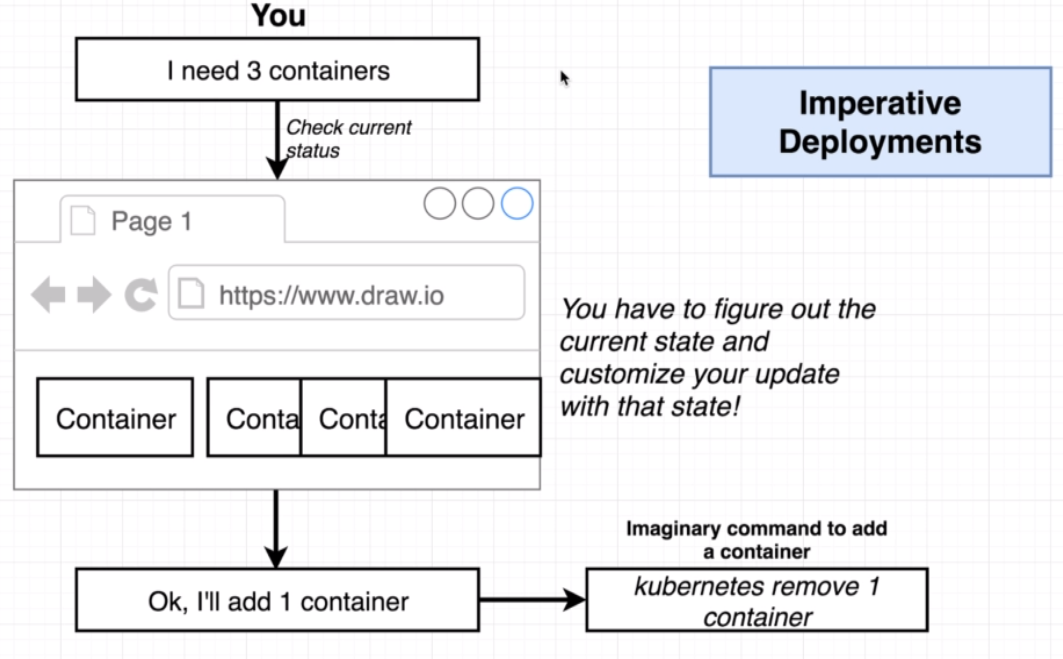 You
I need 3 containers
Check current
status
Imperative
Deployments
Page 1
https://www.draw.io
You have to figure out the
current state and
customize your update
with that state!
Container
Conta
Conta
Container
Imaginary command to add
a container
Ok, I'll add 1 container
kubernetes remove 1
container